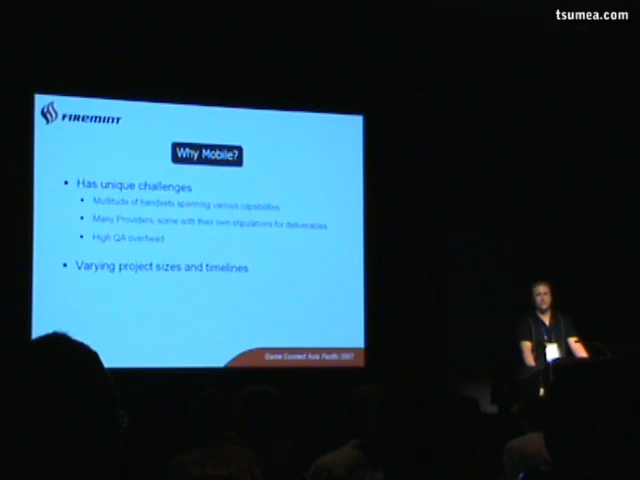 tsumea.com
FIREMINT
Why Mobile?
Has unique challenges
Multitude of handsets spanning various capabilities
Many Providers, some with their own stipulations for deliverables
High QA overhead
Varying project sizes and timelines
Game Connect Asia Pacific 2007